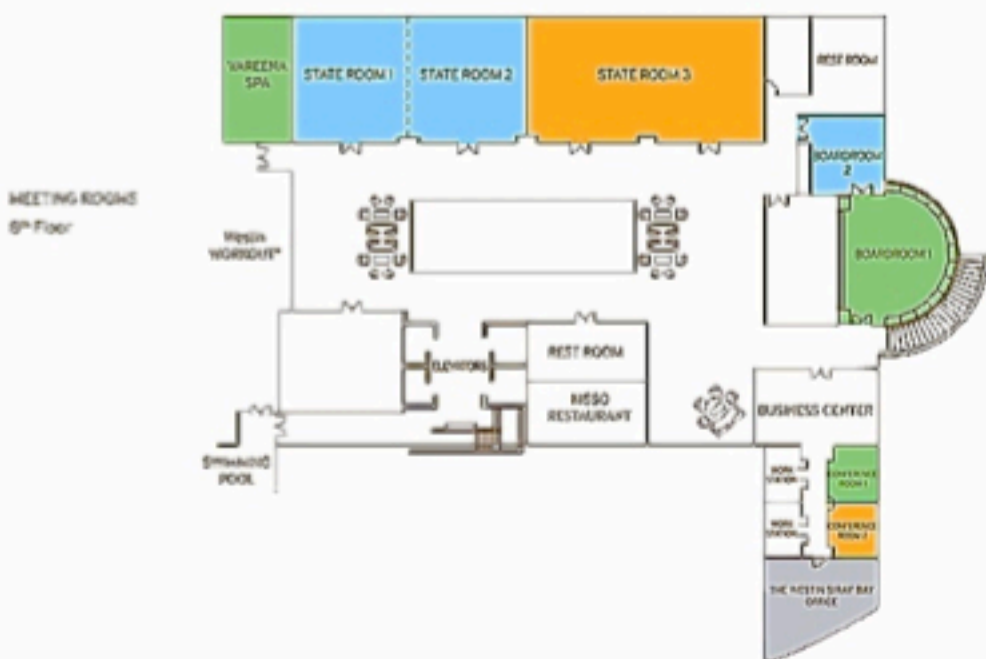 VAREENA
SPA
STATE ROOM 1
STATE ROOM 2
STATE ROOM 3
REST ROOM
BOARDROOM
2
MEETING ROOMS
6th Floor
Westin
WORKOUT®
BOARDROOM 1
ELEVATORS
REST ROOM
RESTAURANT
BUSINESS CENTER
SWIMMING
POOL
WORK
STATION
CONFERENCE
ROOM 1
WORK
STATION
CONFERENCE
ROOM 2
THE WESTIN SIRAY BAY
OFFICE